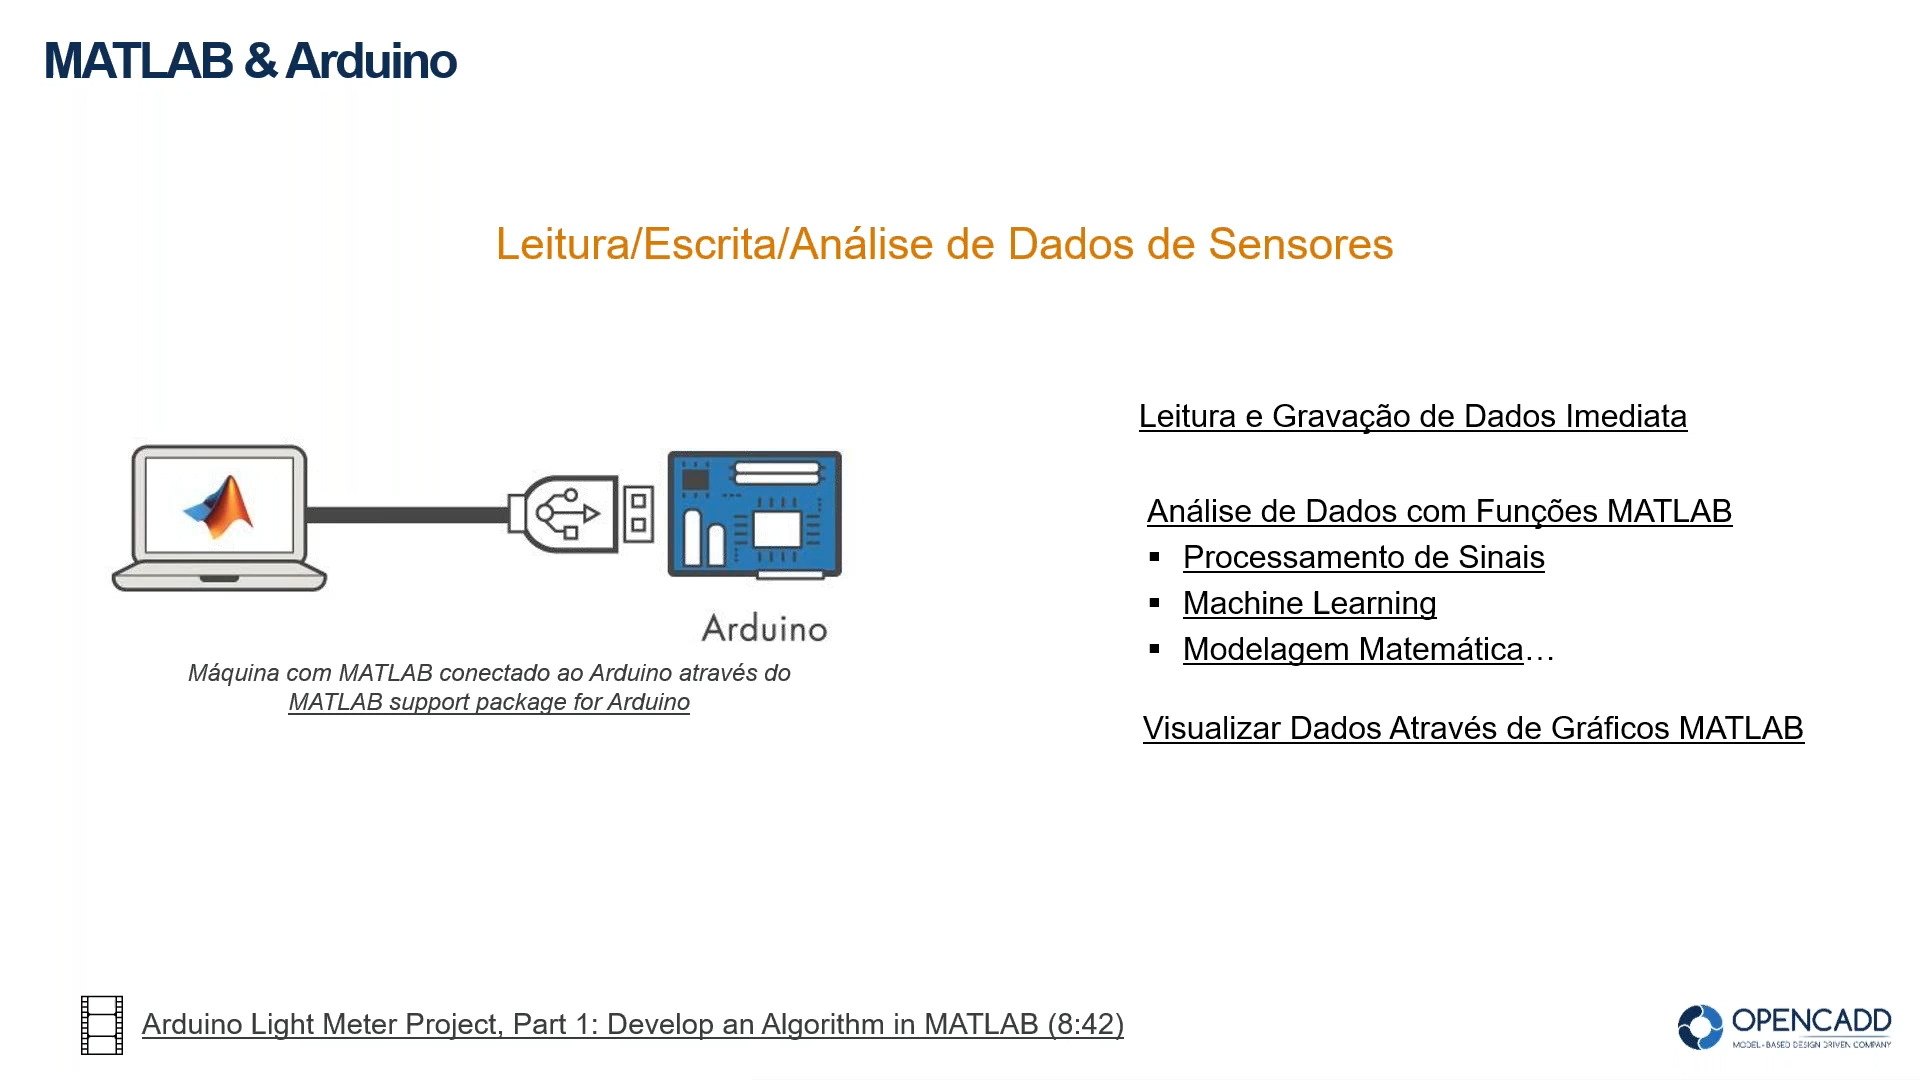 MATLAB & Arduino
Leitura/Escrita/Análise de Dados de Sensores
Arduino
Máquina com MATLAB conectado ao Arduino através do
MATLAB support package for Arduino
Leitura e Gravação de Dados Imediata
Análise de Dados com Funções MATLAB
▪ Processamento de Sinais
▪ Machine Learning
▪ Modelagem Matemática…
Visualizar Dados Através de Gráficos MATLAB
Arduino Light Meter Project, Part 1: Develop an Algorithm in MATLAB (8:42)
OPENCADD
MODEL-BASED DESIGN DRIVEN COMPANY